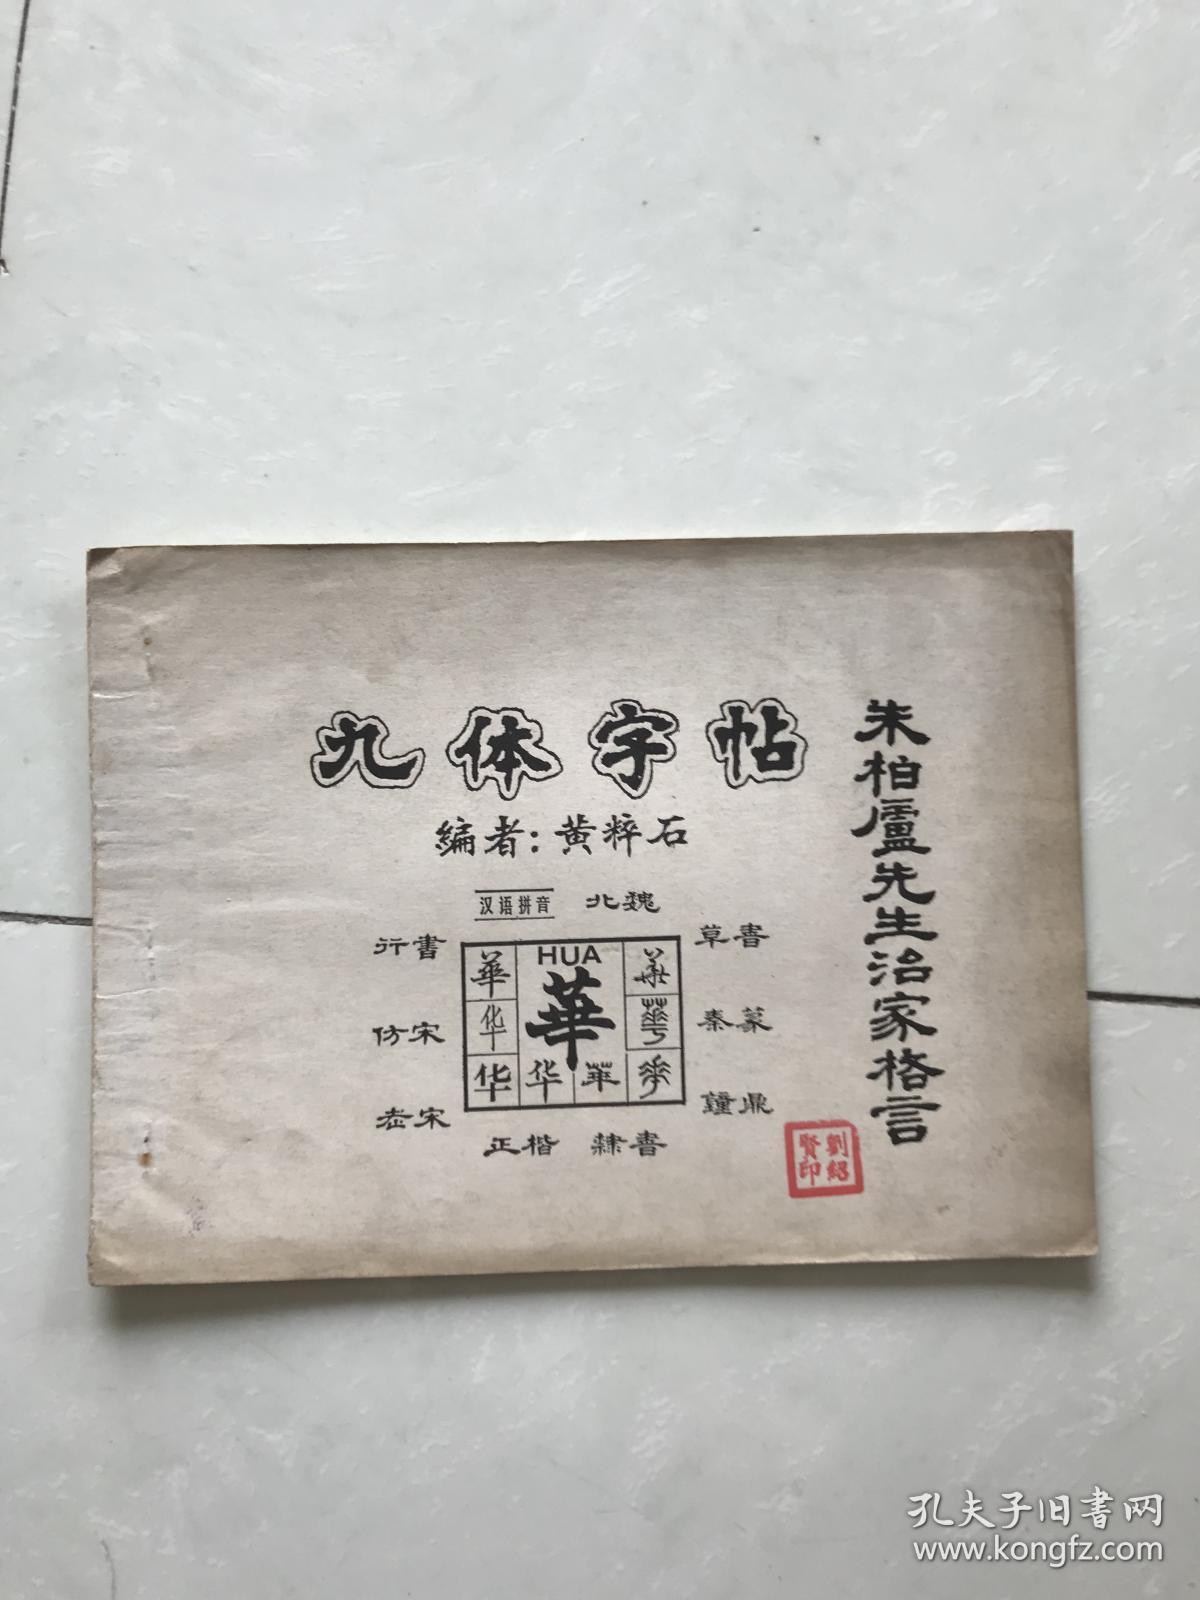 九体字帖
编者：黄粹石
朱柏廬先生治家格言
汉语拼音
北魏
行書
草書
仿宋
秦篆
老宋
鐘鼎
正楷
隸書
HUA
華
華
华
华
华
華
華
華
華
劉紹
賢印
孔夫子旧书网
www.kongfz.com